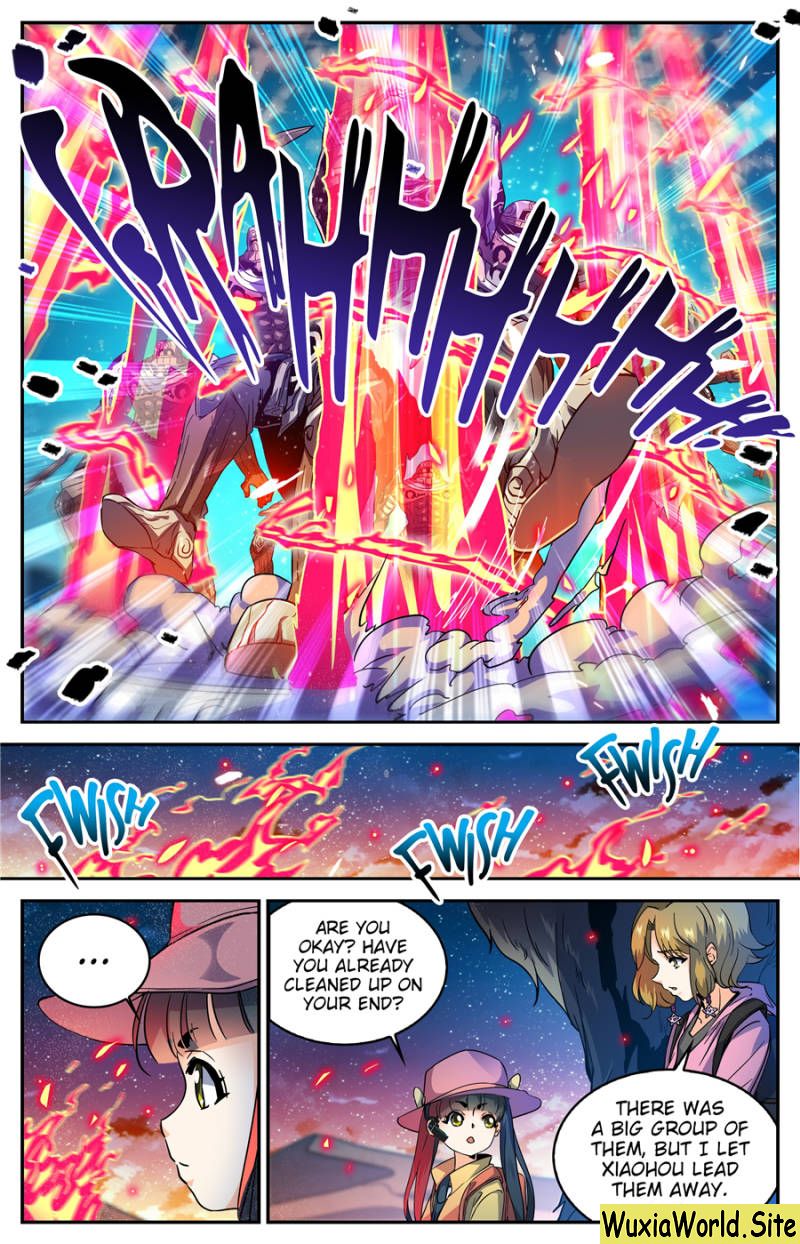 GRAHHHHHHH!!
FWISH
FWISH
FWISH
...
ARE YOU
OKAY? HAVE
YOU ALREADY
CLEANED UP ON
YOUR END?
THERE WAS
A BIG GROUP OF
THEM, BUT I LET
XIAOHOU LEAD
THEM AWAY.
WuxiaWorld.Site